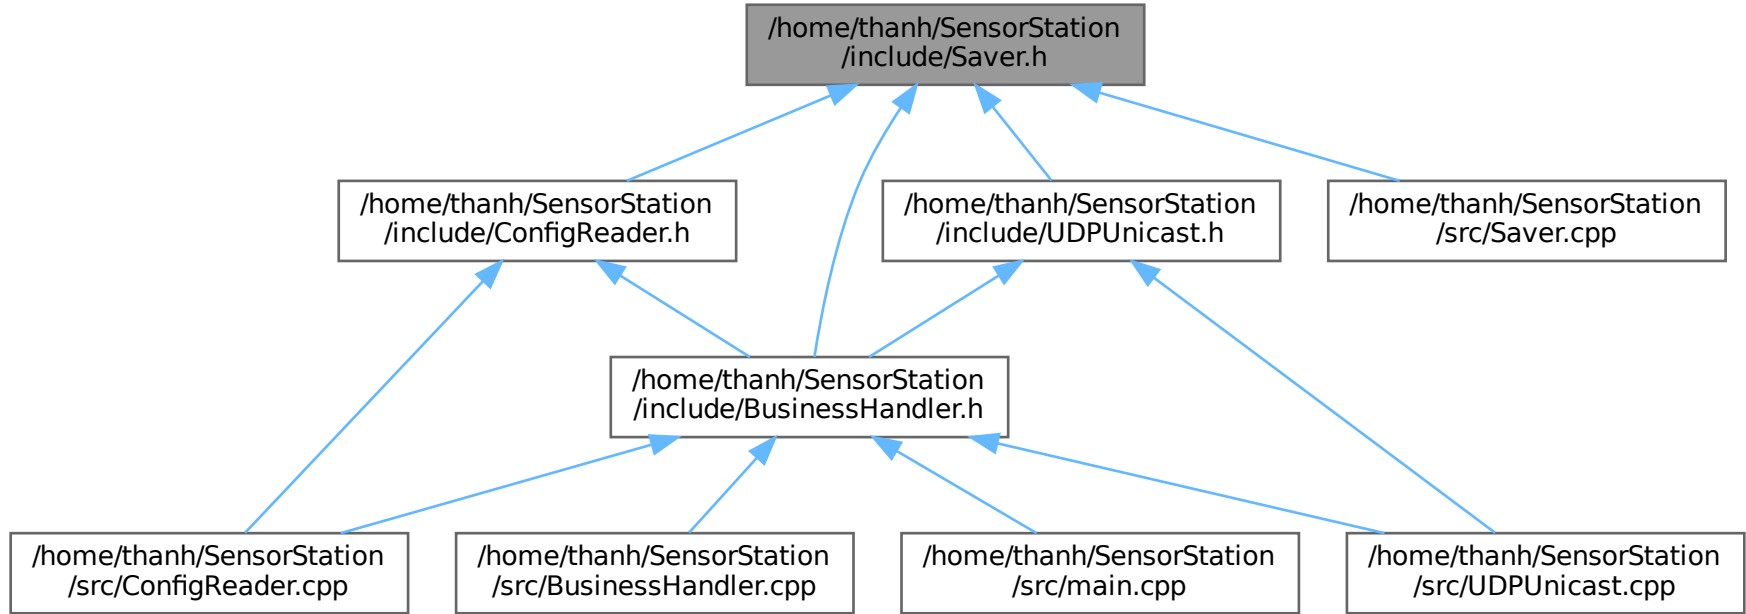 /home/thanh/SensorStation
/include/Saver.h
/home/thanh/SensorStation
/include/ConfigReader.h
/home/thanh/SensorStation
/include/UDPUnicast.h
/home/thanh/SensorStation
/src/Saver.cpp
/home/thanh/SensorStation
/include/BusinessHandler.h
/home/thanh/SensorStation
/src/ConfigReader.cpp
/home/thanh/SensorStation
/src/BusinessHandler.cpp
/home/thanh/SensorStation
/src/main.cpp
/home/thanh/SensorStation
/src/UDPUnicast.cpp